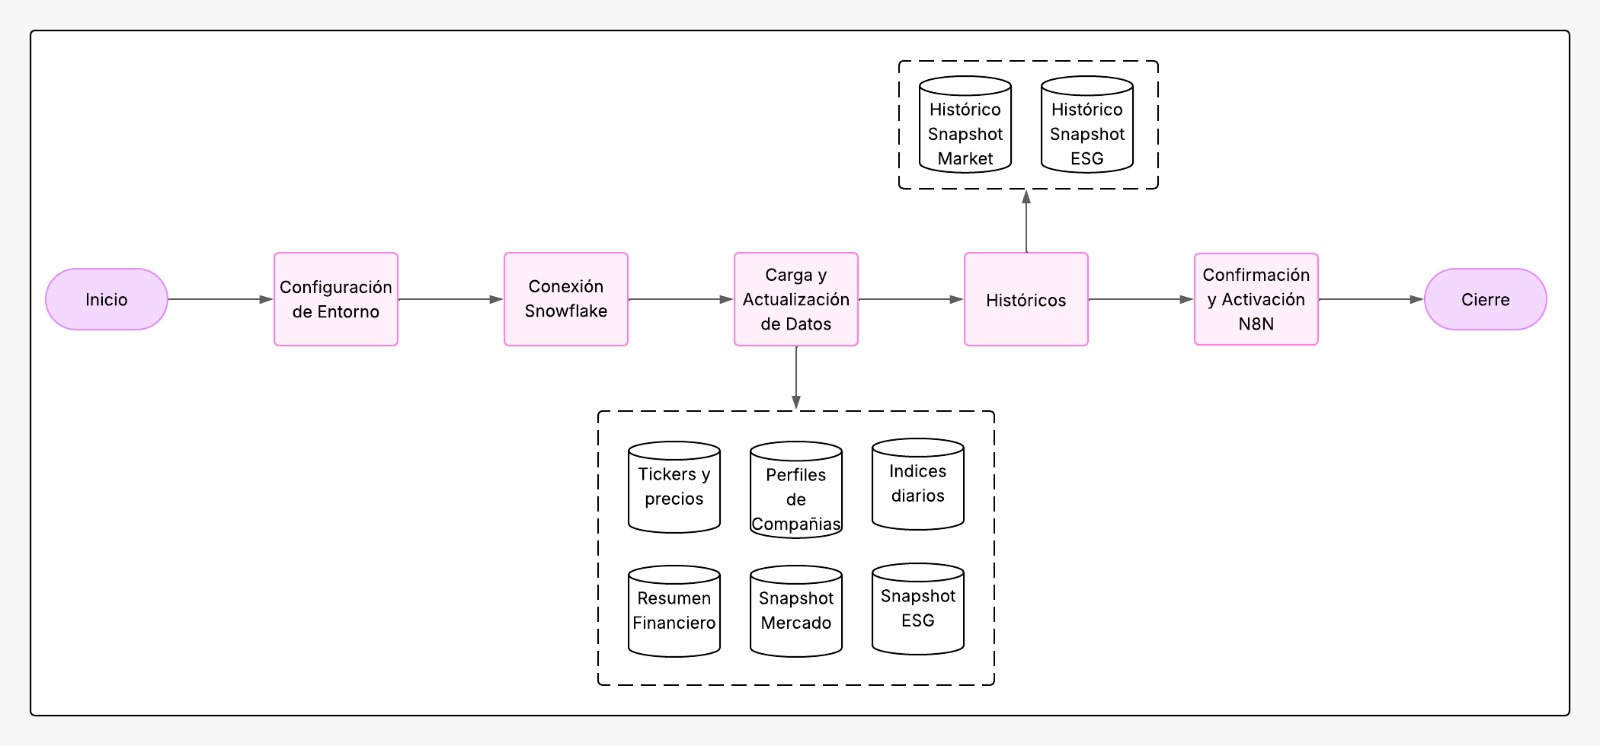 Histórico
Snapshot
Market
Histórico
Snapshot
ESG
Inicio
Configuración
de Entorno
Conexión
Snowflake
Carga y
Actualización
de Datos
Históricos
Confirmación
y Activación
N8N
Cierre
Tickers y
precios
Perfiles
de
Compañias
Indices
diarios
Resumen
Financiero
Snapshot
Mercado
Snapshot
ESG